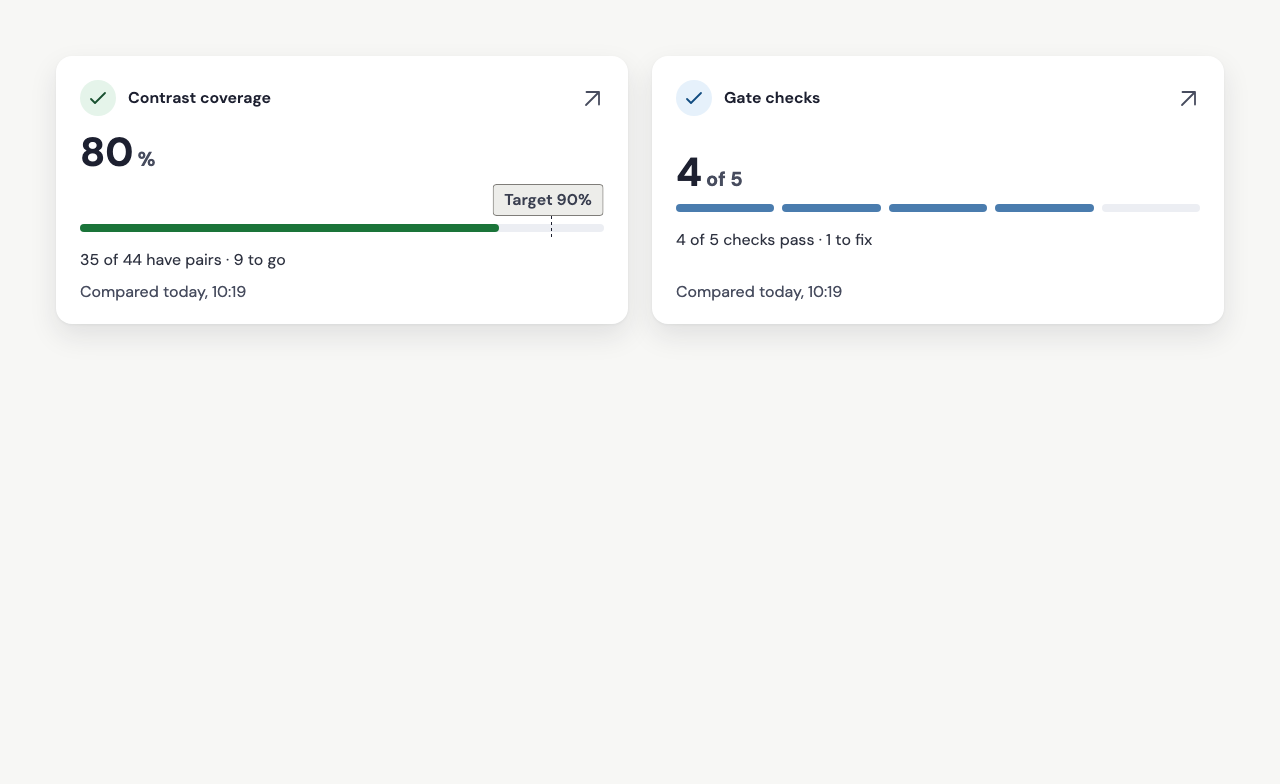 Contrast coverage
80 %
Target 90%
35 of 44 have pairs · 9 to go
Compared today, 10:19
Gate checks
4 of 5
4 of 5 checks pass · 1 to fix
Compared today, 10:19